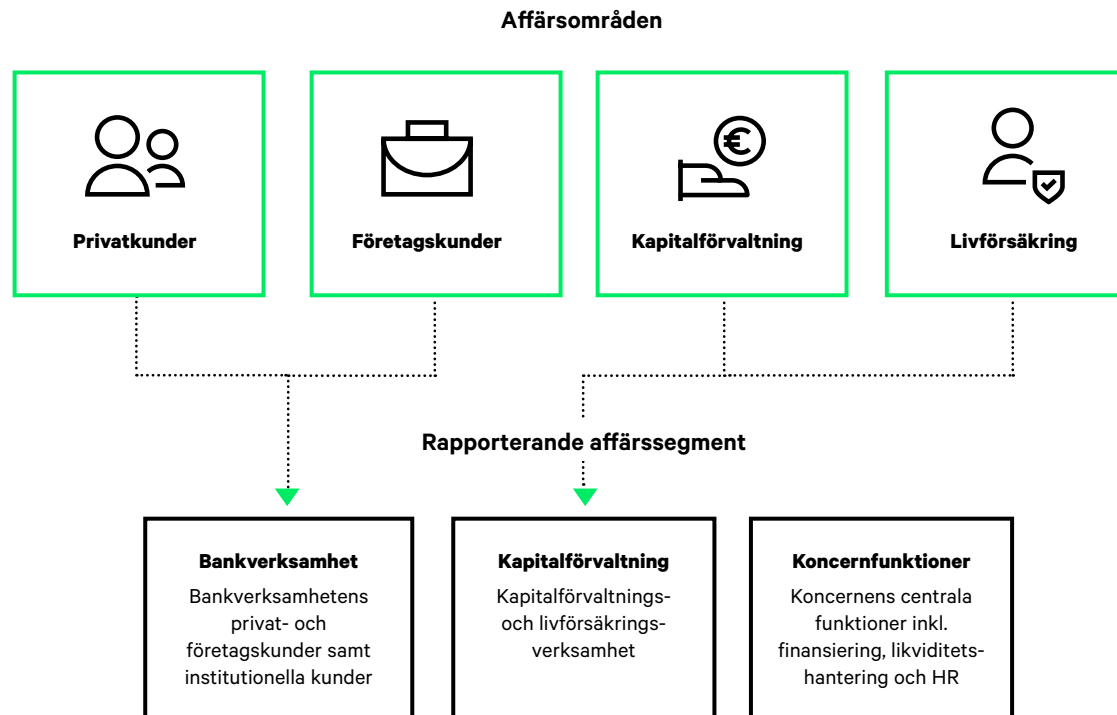 Affärsområden
Privatkunder
Företagskunder
€
Kapitalförvaltning
Livförsäkring
Rapporterande affärssegment
Bankverksamhet
Bankverksamhetens
privat- och
företagskunder samt
institutionella kunder
Kapitalförvaltning
Kapitalförvaltnings-
och livförsäkrings-
verksamhet
Koncernfunktioner
Koncernens centrala
funktioner inkl.
finansiering, likviditets-
hantering och HR